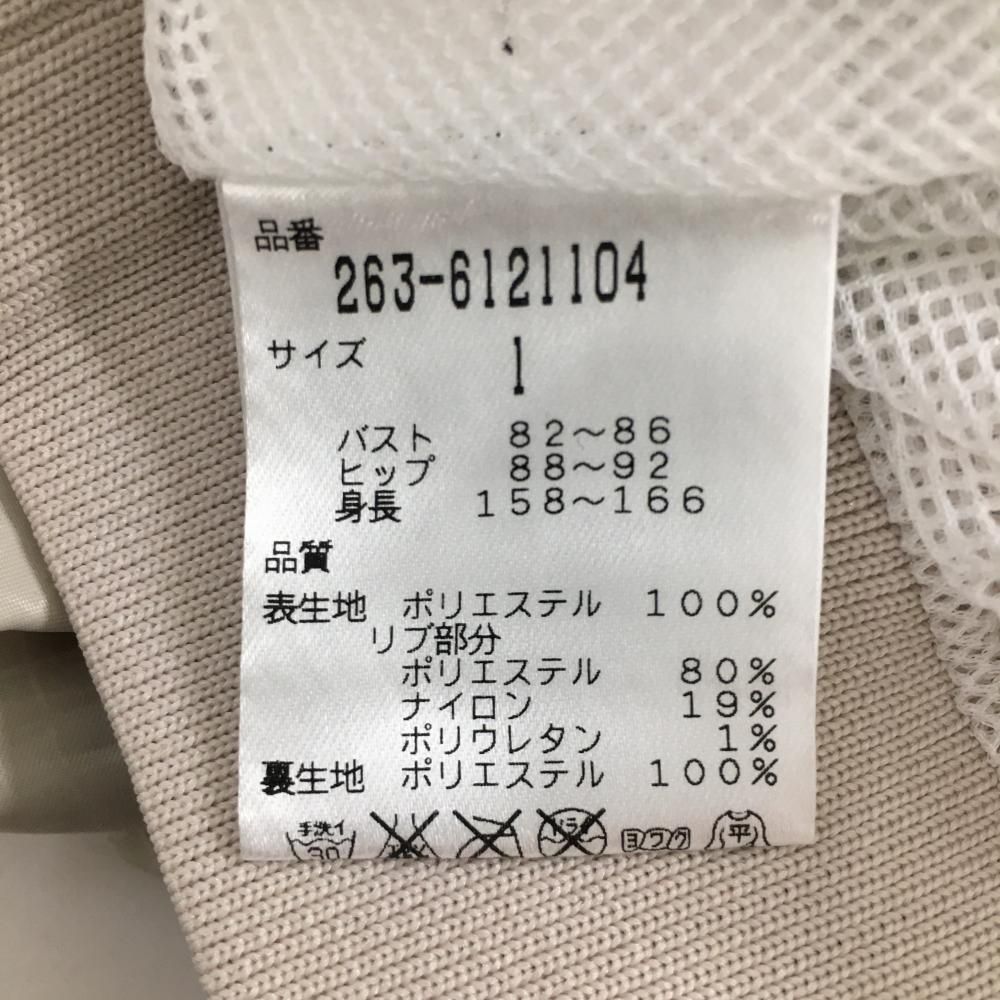 品番
263-6121104
サイズ 1
バスト 82～86
ヒップ 88～92
身長 158～166
品質
表生地 ポリエステル 100%
リブ部分
ポリエステル 80%
ナイロン 19%
ポリウレタン 1%
裏生地 ポリエステル 100%
手洗イ 30 ドライ ヨワク 平